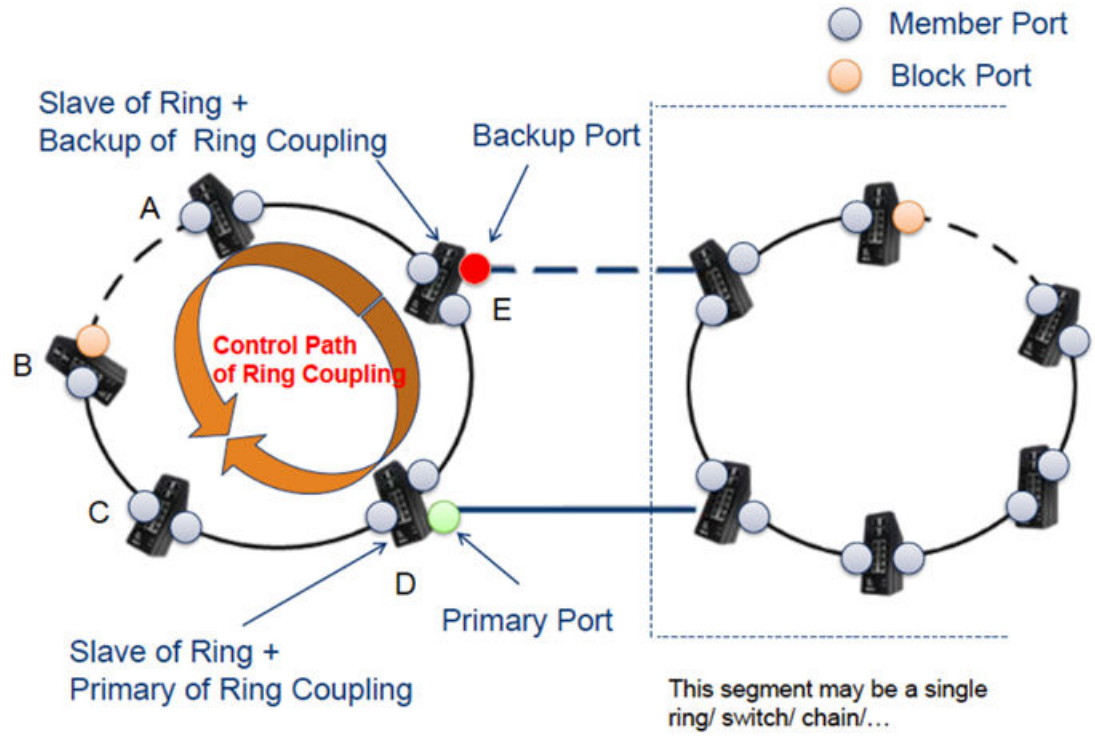 Member Port
Block Port
Slave of Ring +
Backup of Ring Coupling
Backup Port
A
E
B
Control Path
of Ring Coupling
C
D
Primary Port
Slave of Ring +
Primary of Ring Coupling
This segment may be a single
ring/ switch/ chain/...